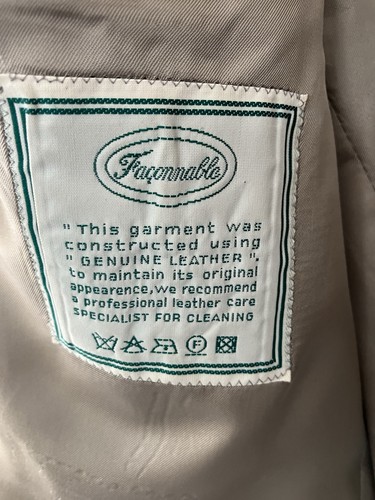 Façonnable
" This garment was
constructed using
" GENUINE LEATHER ".
to maintain its original
appearence,we recommend
a professional leather care
SPECIALIST FOR CLEANING
F